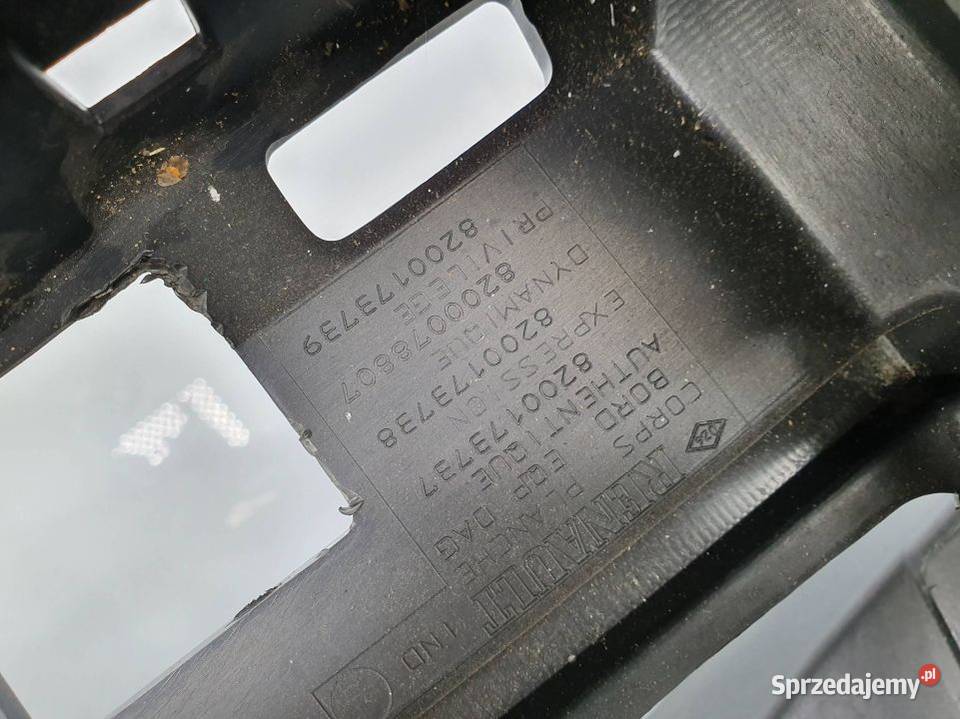 RENAULT
CORPS PLANCHE
BORD EQP DAG
AUTHENTIQUE
8200173737
EXPRESSION
8200173738
DYNAMIQUE
8200078807
PRIVILEGE
8200173739
IND
Sprzedajemy.pl